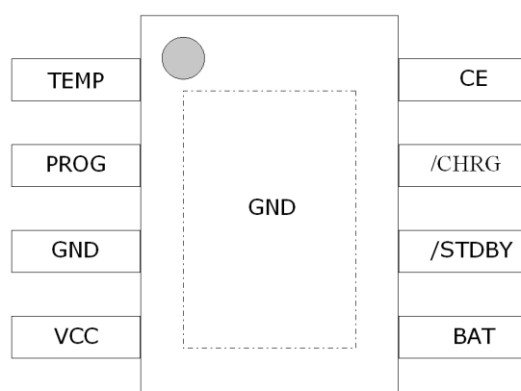 TEMP
CE
PROG
/CHRG
GND
GND
/STDBY
VCC
BAT